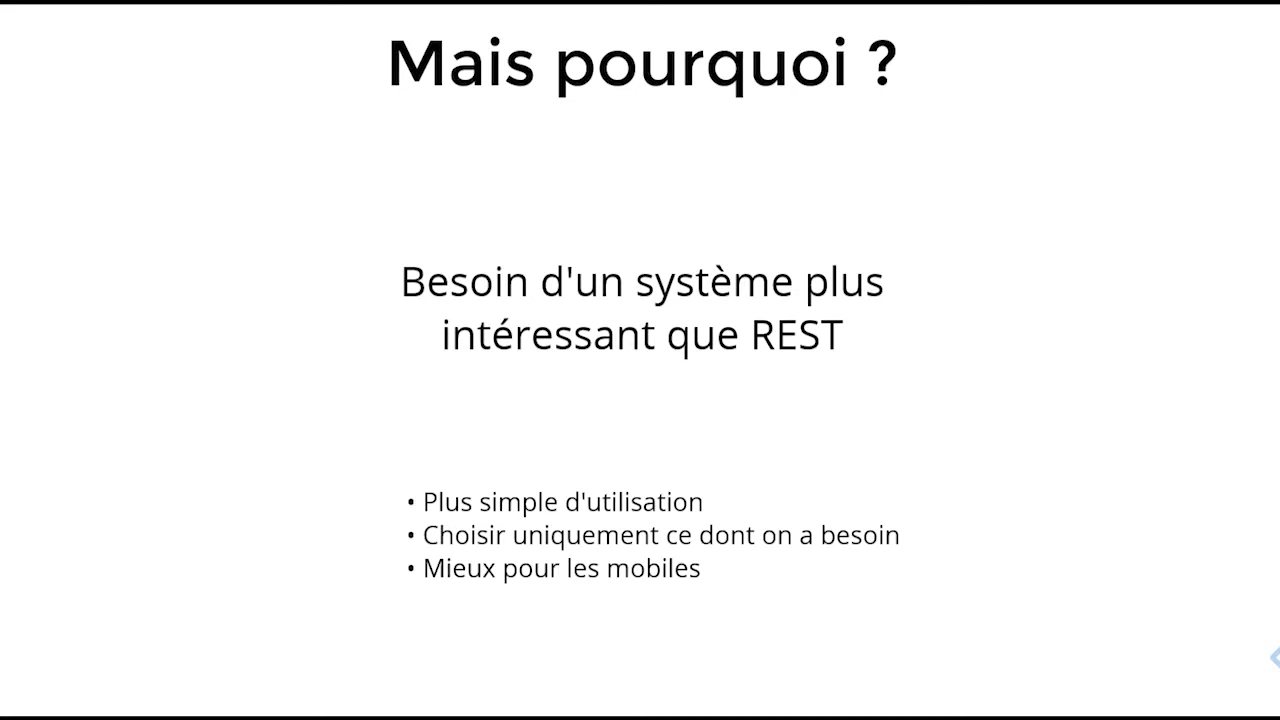 Mais pourquoi ?
Besoin d'un système plus
intéressant que REST
• Plus simple d'utilisation
• Choisir uniquement ce dont on a besoin
• Mieux pour les mobiles